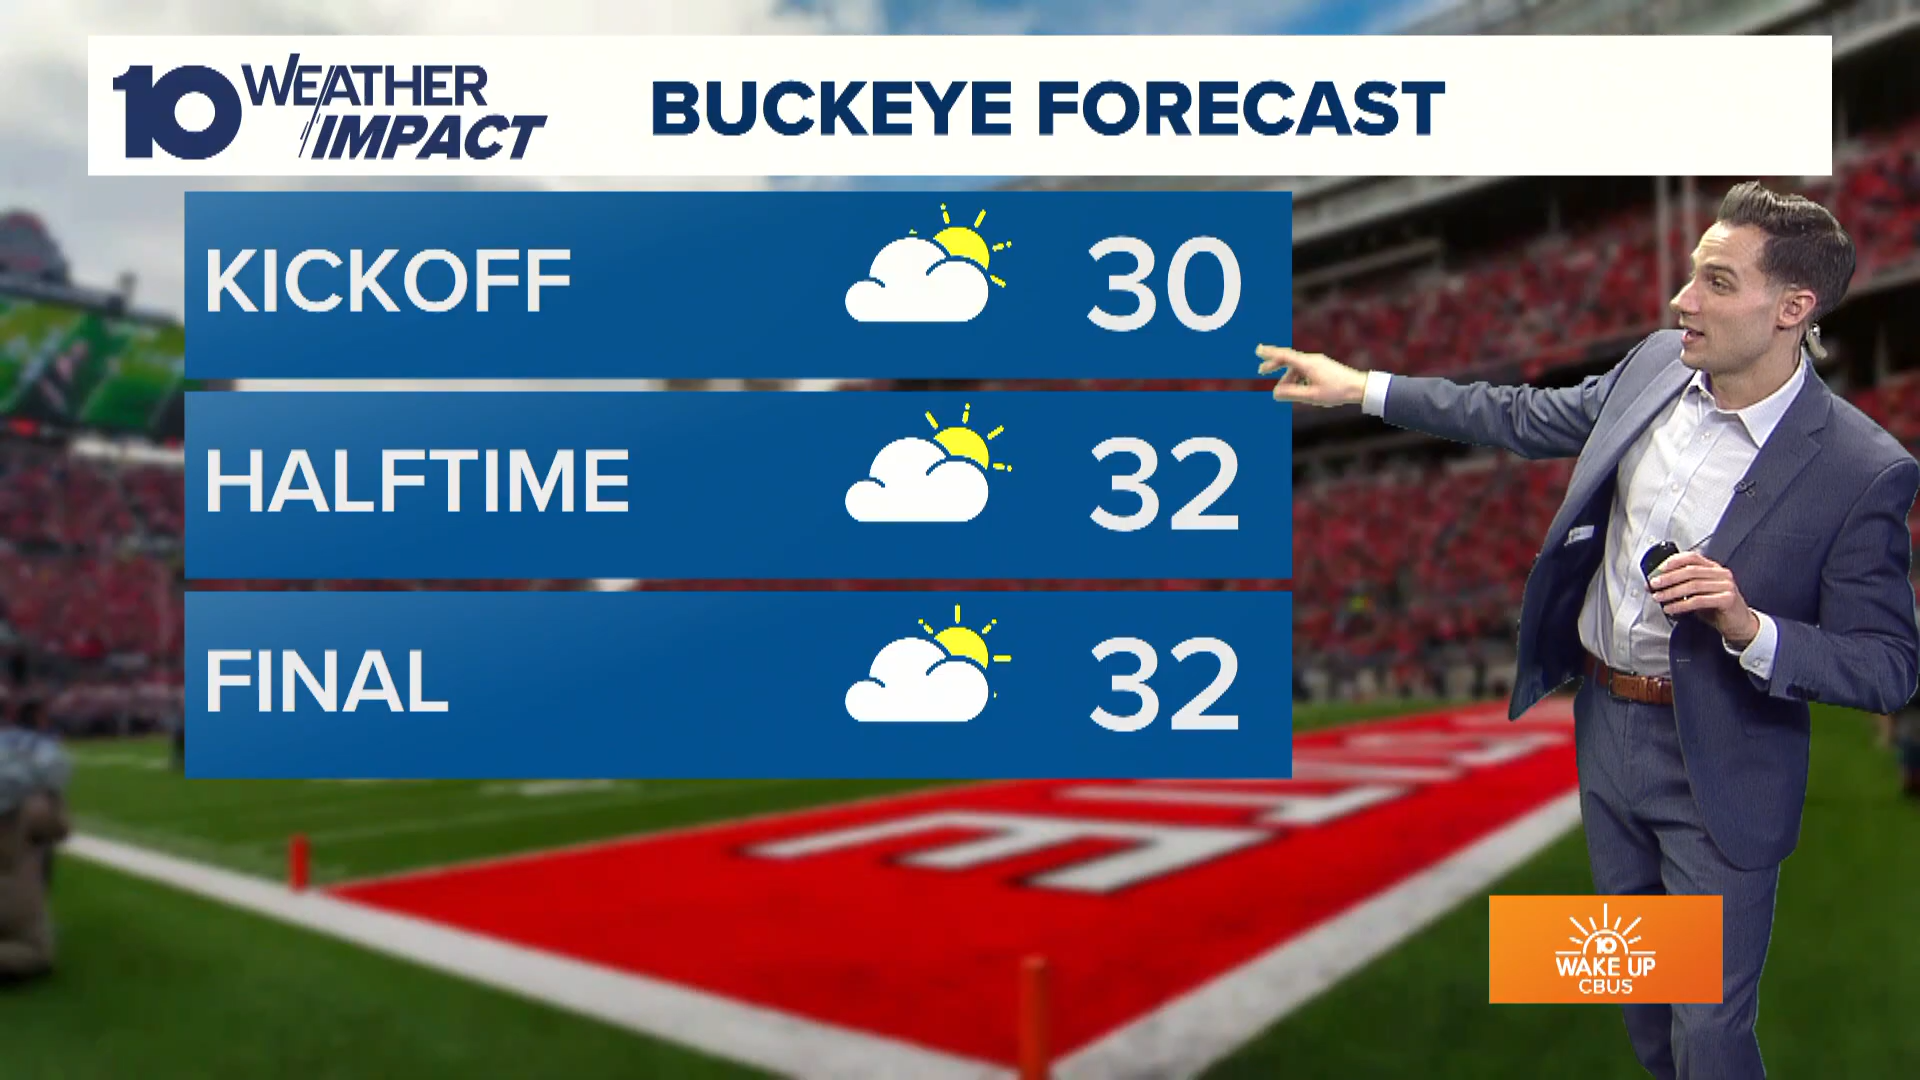 10 WEATHER IMPACT
BUCKEYE FORECAST
KICKOFF 30
HALFTIME 32
FINAL 32
10
WAKE UP
CBUS